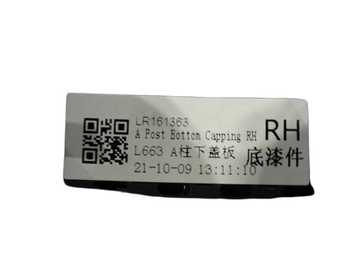 LR161363
A Post Bottom Capping RH
RH
L663 A柱下盖板
底漆件
21-10-09 13:11:10